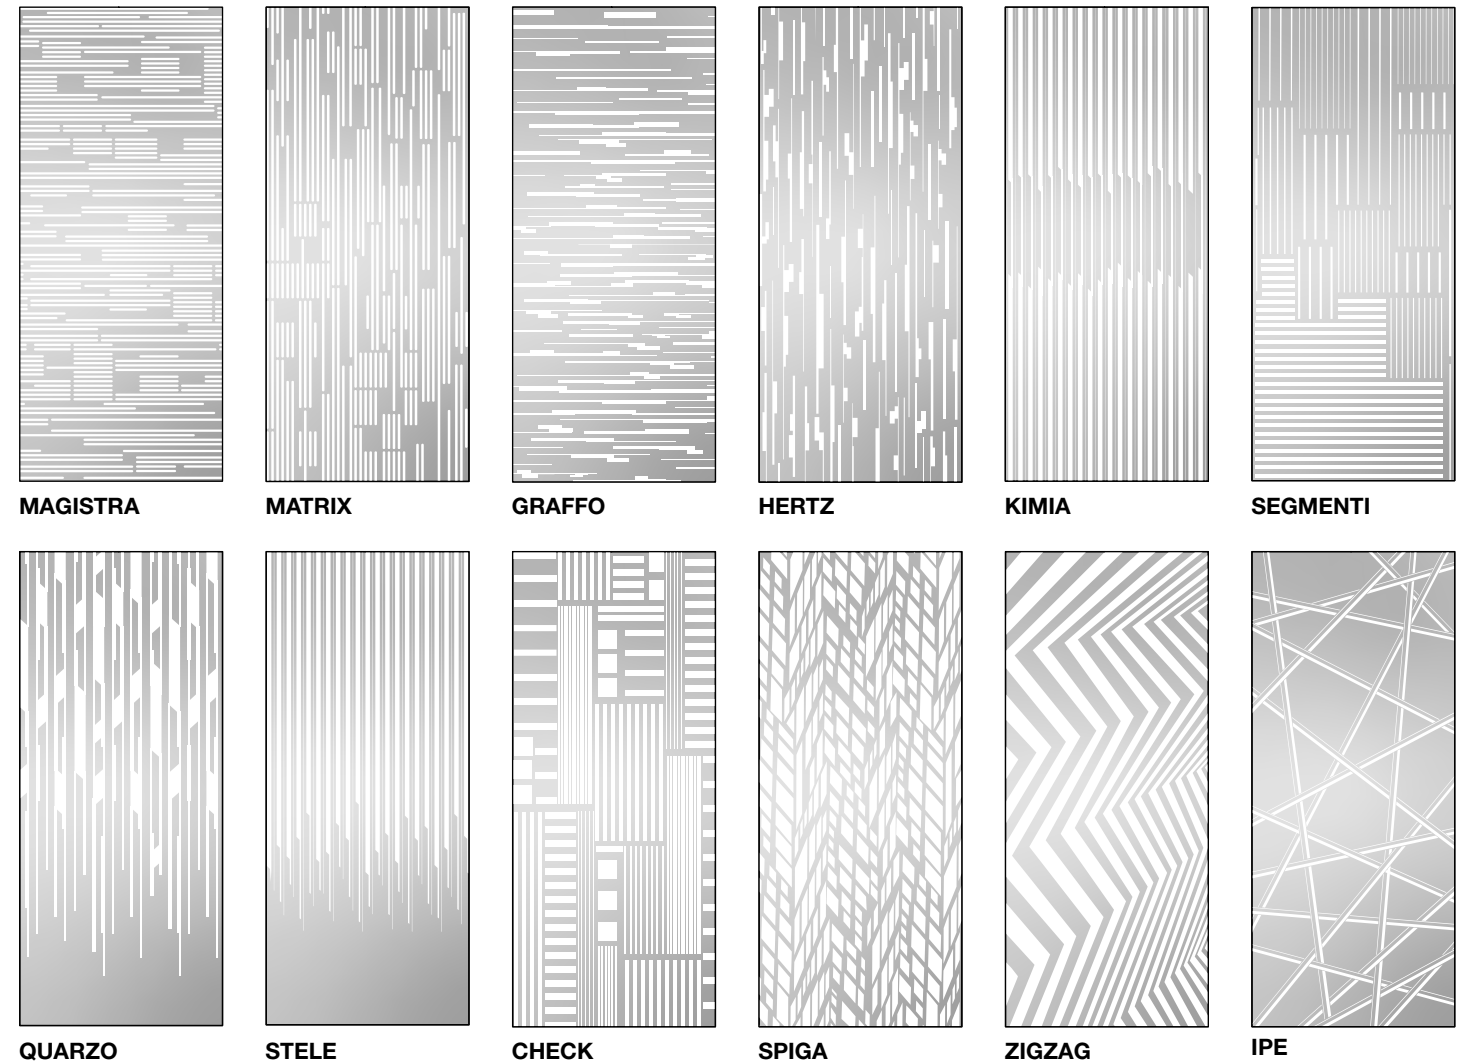 MAGISTRA MATRIX GRAFFO HERTZ KIMIA SEGMENTI
QUARZO STELE CHECK SPIGA ZIGZAG IPE